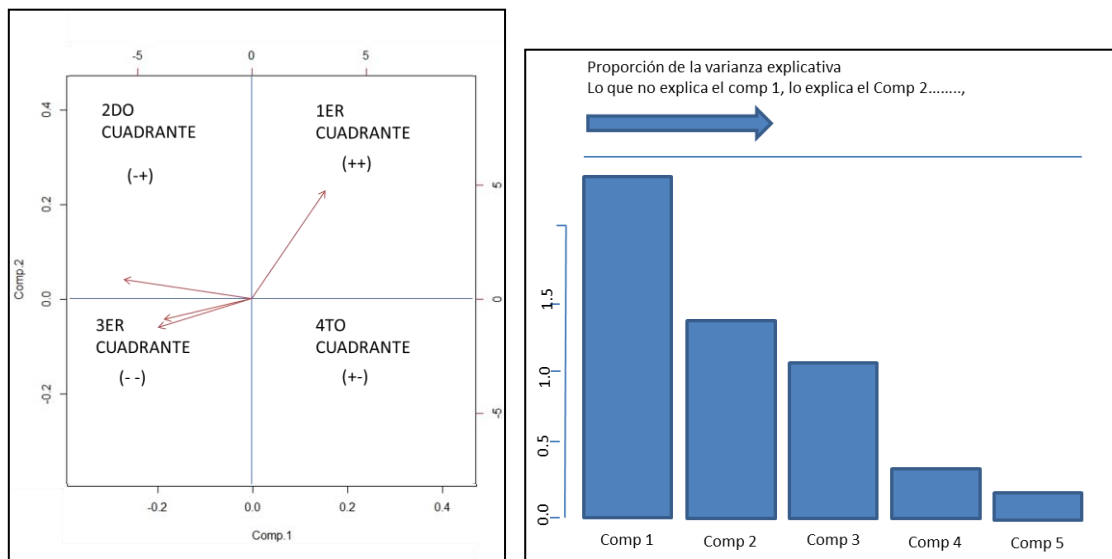 -5 0 5
2DO
CUADRANTE
(-+)
1ER
CUADRANTE
(++)
3ER
CUADRANTE
(- -)
4TO
CUADRANTE
(+-)
0.4
0.2
0.0
-0.2
Comp.2
5
0
-5
-0.2 0.0 0.2 0.4
Comp.1
Proporción de la varianza explicativa
Lo que no explica el comp 1, lo explica el Comp 2........,
1.5
1.0
0.5
0.0
Comp 1 Comp 2 Comp 3 Comp 4 Comp 5